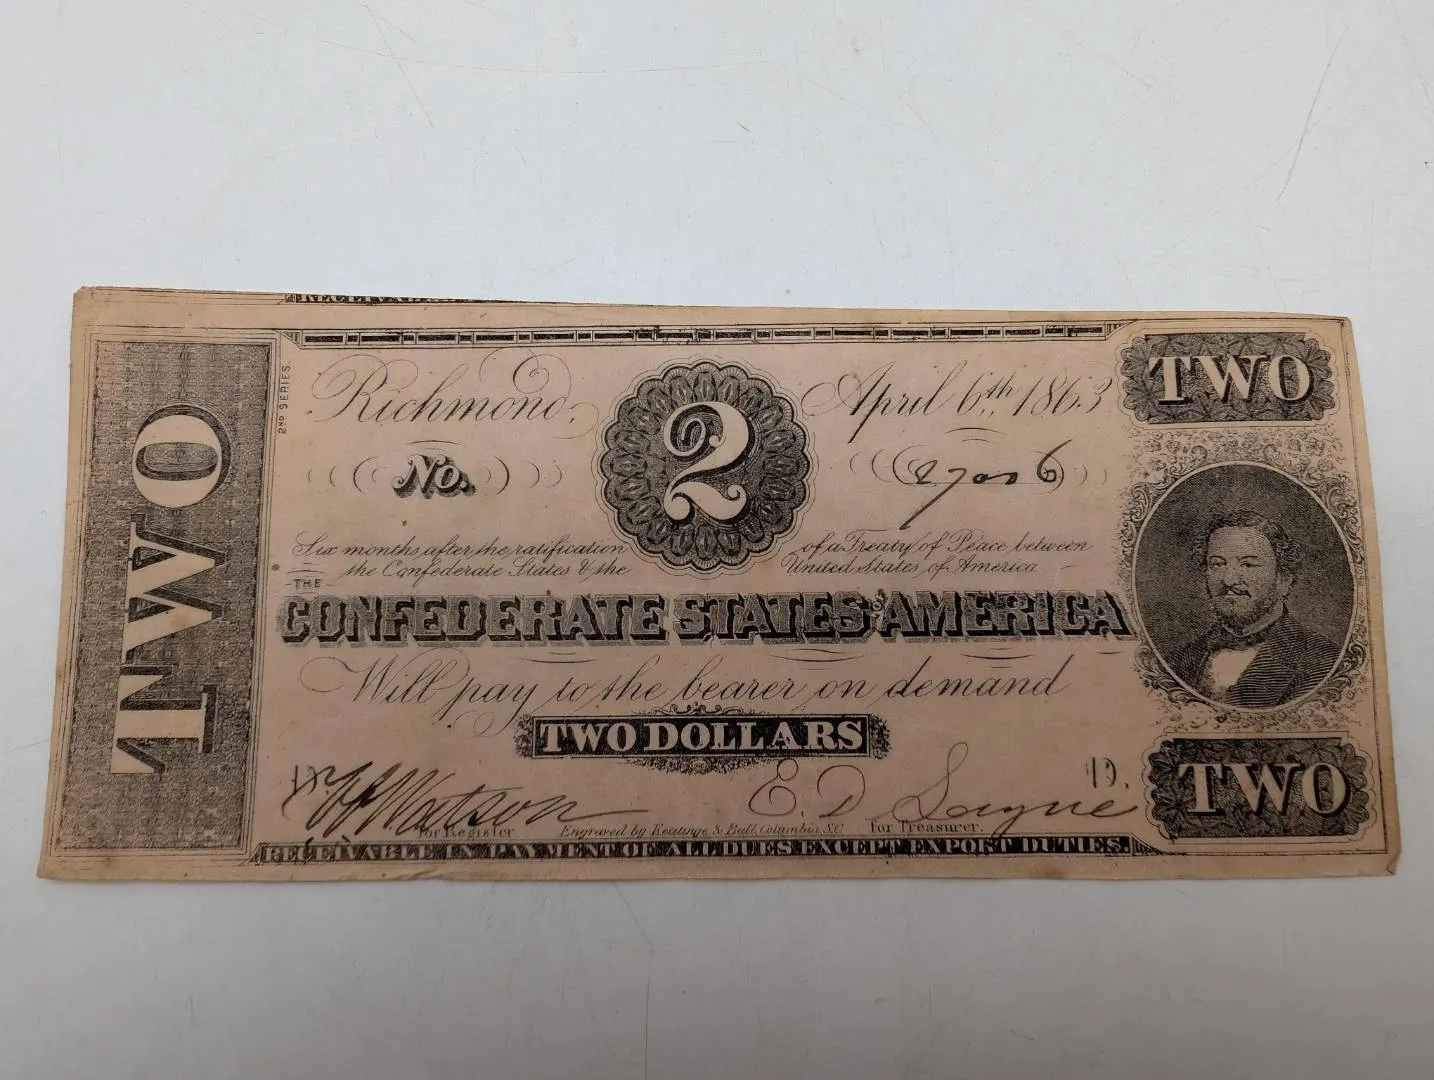 RECEIVABLE
TWO
2ND SERIES.
Richmond,
2
April 6th 1863
TWO
No.
27006
Six months after the ratification of a Treaty of Peace between
the Confederate States & the United States of America
THE
CONFEDERATE STATES OF AMERICA
Will pay to the bearer on demand
TWO DOLLARS
D
Watson
E. D.
D.
TWO
for Register.
Engraved by Keatinge & Ball, Columbia, S.C.
for Treasurer.
RECEIVABLE IN PAYMENT OF ALL DUES EXCEPT EXPORT DUTIES.